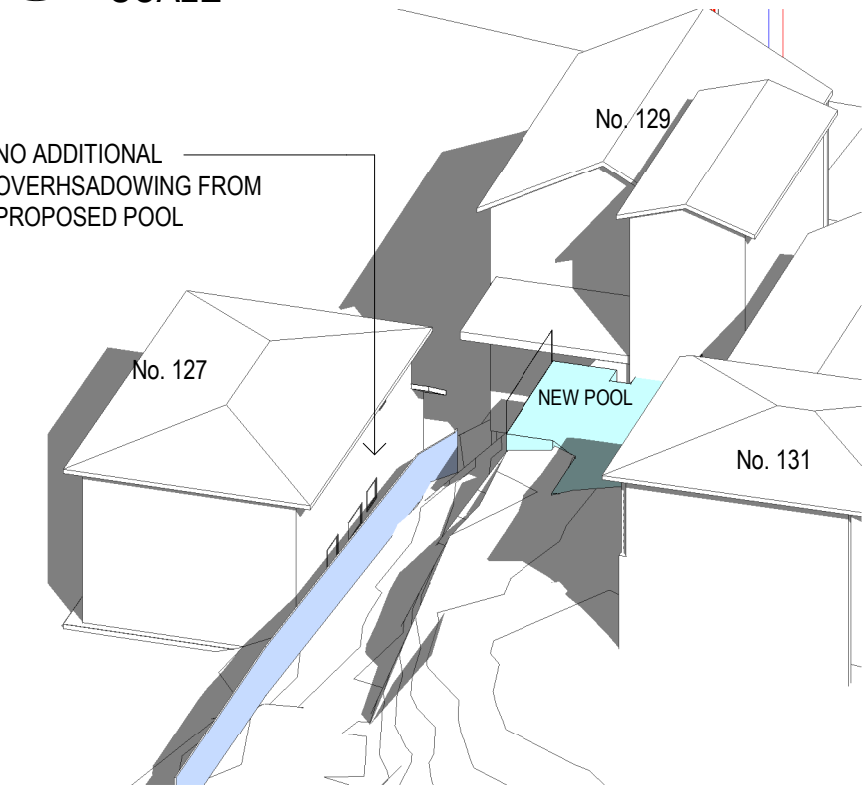 SCALE
No. 129
NO ADDITIONAL
OVERHSADOWING FROM
PROPOSED POOL
No. 127
NEW POOL
No. 131